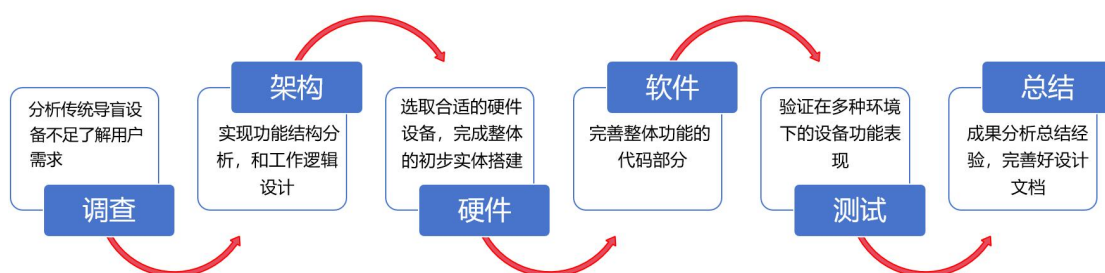 分析传统导盲设
备不足了解用户
需求
调查
架构
实现功能结构分
析，和工作逻辑
设计
选取合适的硬件
设备，完成整体
的初步实体搭建
硬件
软件
完善整体功能的
代码部分
验证在多种环境
下的设备功能表
现
测试
总结
成果分析总结经
验，完善好设计
文档